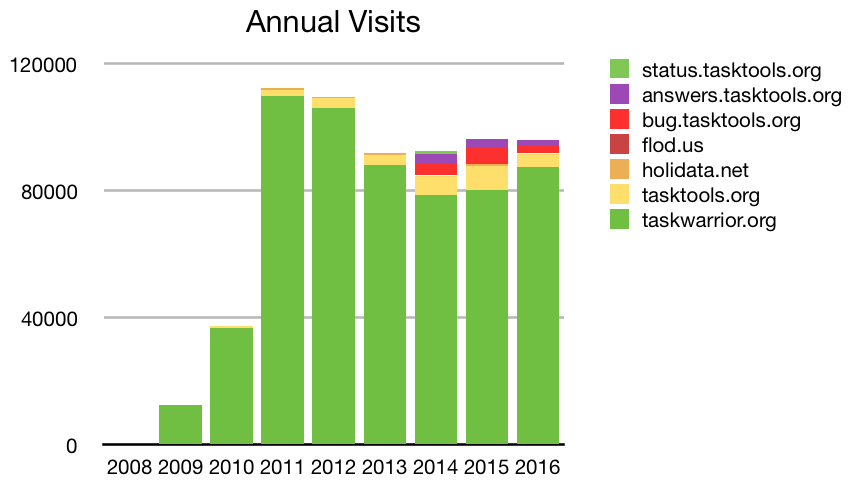 Annual Visits
120000
80000
40000
0
2008 2009 2010 2011 2012 2013 2014 2015 2016
status.tasktools.org
answers.tasktools.org
bug.tasktools.org
flod.us
holidata.net
tasktools.org
taskwarrior.org